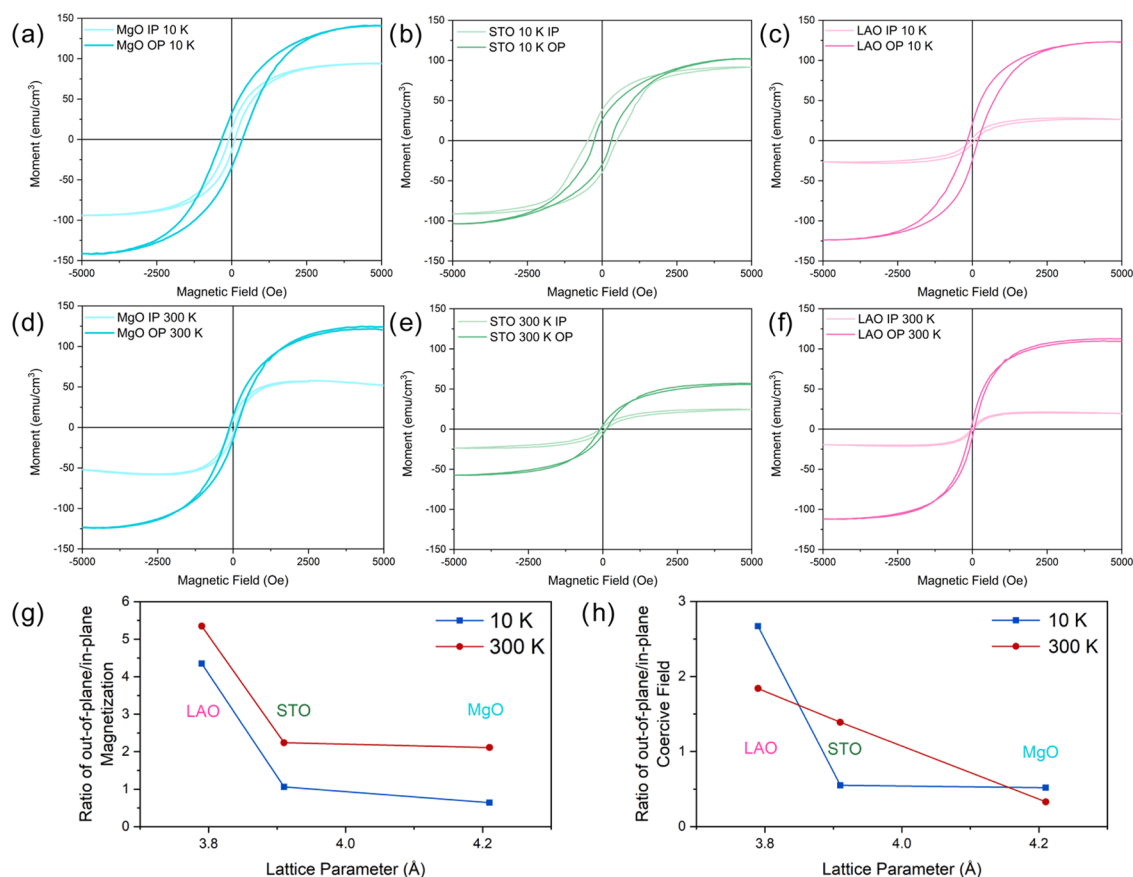 (a)
MgO IP 10 K
MgO OP 10 K
150
100
50
0
-50
-100
-150
Moment (emu/cm³)
-5000 -2500 0 2500 5000
Magnetic Field (Oe)
(b)
STO 10 K IP
STO 10 K OP
150
100
50
0
-50
-100
-150
Moment (emu/cm³)
-5000 -2500 0 2500 5000
Magnetic Field (Oe)
(c)
LAO IP 10 K
LAO OP 10 K
150
100
50
0
-50
-100
-150
Moment (emu/cm³)
-5000 -2500 0 2500 5000
Magnetic Field (Oe)
(d)
MgO IP 300 K
MgO OP 300 K
150
100
50
0
-50
-100
-150
Moment (emu/cm³)
-5000 -2500 0 2500 5000
Magnetic Field (Oe)
(e)
STO 300 K IP
STO 300 K OP
150
100
50
0
-50
-100
-150
Moment (emu/cm³)
-5000 -2500 0 2500 5000
Magnetic Field (Oe)
(f)
LAO IP 300 K
LAO OP 300 K
150
100
50
0
-50
-100
-150
Moment (emu/cm³)
-5000 -2500 0 2500 5000
Magnetic Field (Oe)
(g)
Ratio of out-of-plane/in-plane
Magnetization
6
5
4
3
2
1
0
10 K
300 K
LAO
STO
MgO
3.8 4.0 4.2
Lattice Parameter (Å)
(h)
Ratio of out-of-plane/in-plane
Coercive Field
3
2
1
0
10 K
300 K
LAO
STO
MgO
3.8 4.0 4.2
Lattice Parameter (Å)